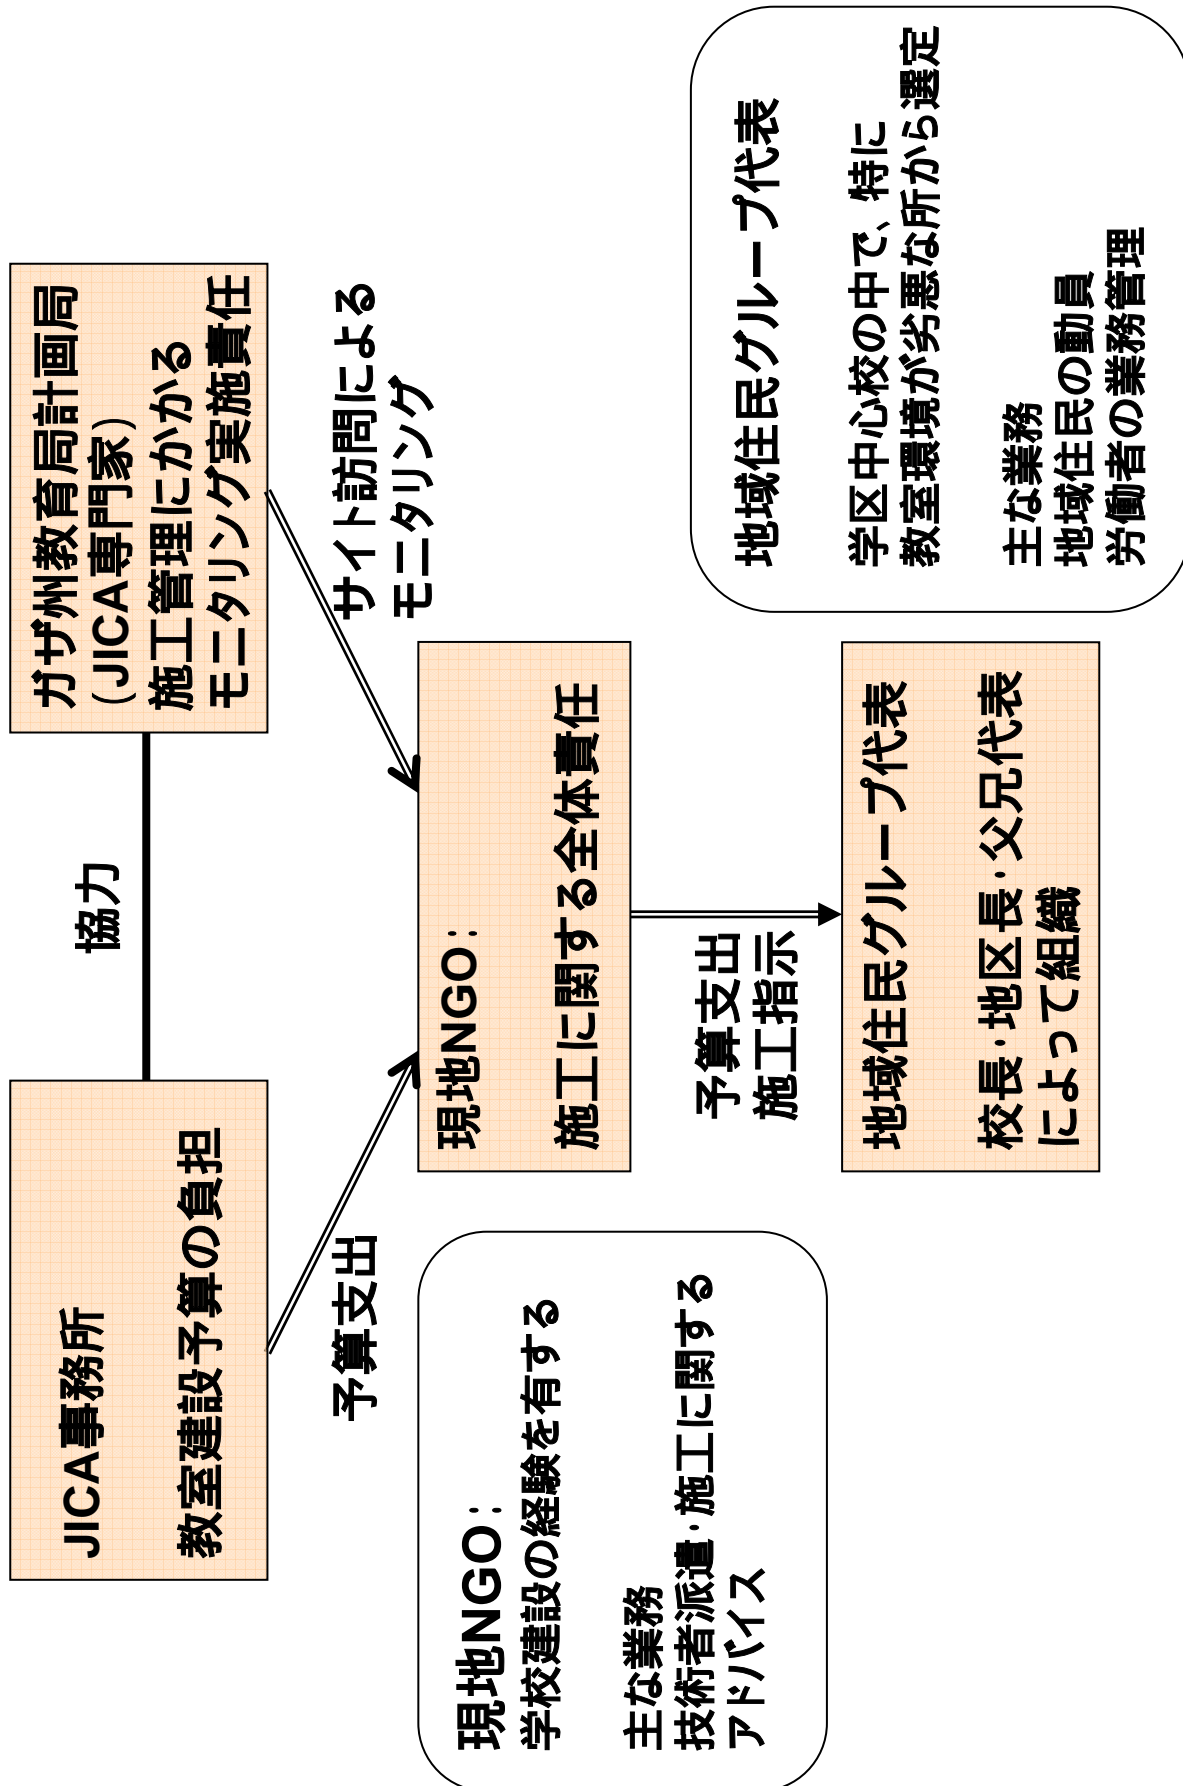 JICA事務所
教室建設予算の負担
協力
ガザ州教育局計画局
(JICA専門家)
施工管理にかかる
モニタリング実施責任
予算支出
サイト訪問による
モニタリング
現地NGO:
学校建設の経験を有する
主な業務
技術者派遣・施工に関する
アドバイス
現地NGO:
施工に関する全体責任
予算支出
施工指示
地域住民グループ代表
校長・地区長・父兄代表
によって組織
地域住民グループ代表
学区中心校の中で、特に
教室環境が劣悪な所から選定
主な業務
地域住民の動員
労働者の業務管理